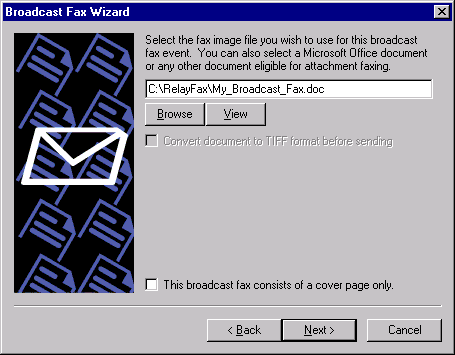 Broadcast Fax Wizard
Select the fax image file you wish to use for this broadcast
fax event.  You can also select a Microsoft Office document
or any other document eligible for attachment faxing.
C:\RelayFax\My_Broadcast_Fax.doc
Browse View
Convert document to TIFF format before sending
This broadcast fax consists of a cover page only.
< Back Next > Cancel